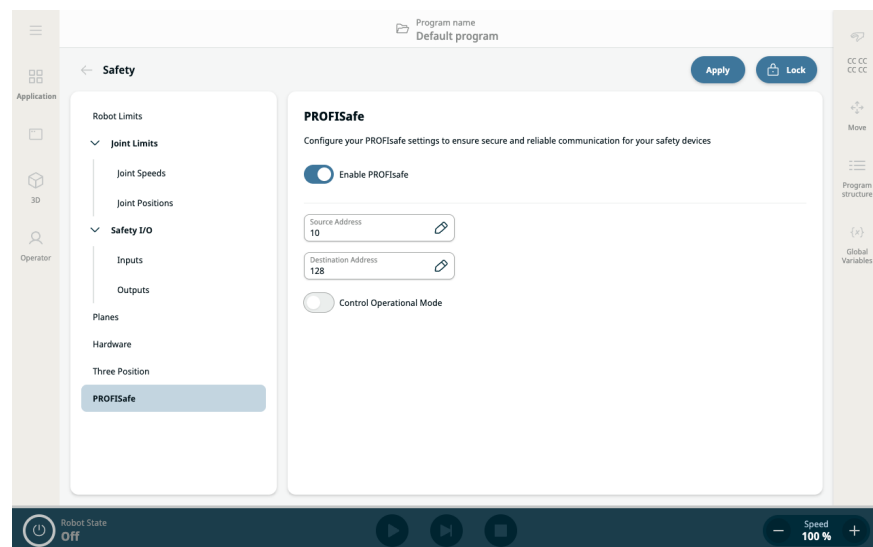 Program name
Default program
Safety
Apply
Lock
CC CC
CC CC
Application
Move
3D
Program
structure
Operator
Global
Variables
Robot Limits
Joint Limits
Joint Speeds
Joint Positions
Safety I/O
Inputs
Outputs
Planes
Hardware
Three Position
PROFISafe
PROFISafe
Configure your PROFIsafe settings to ensure secure and reliable communication for your safety devices
Enable PROFIsafe
Source Address
10
Destination Address
128
Control Operational Mode
Robot State
Off
Speed
100 %